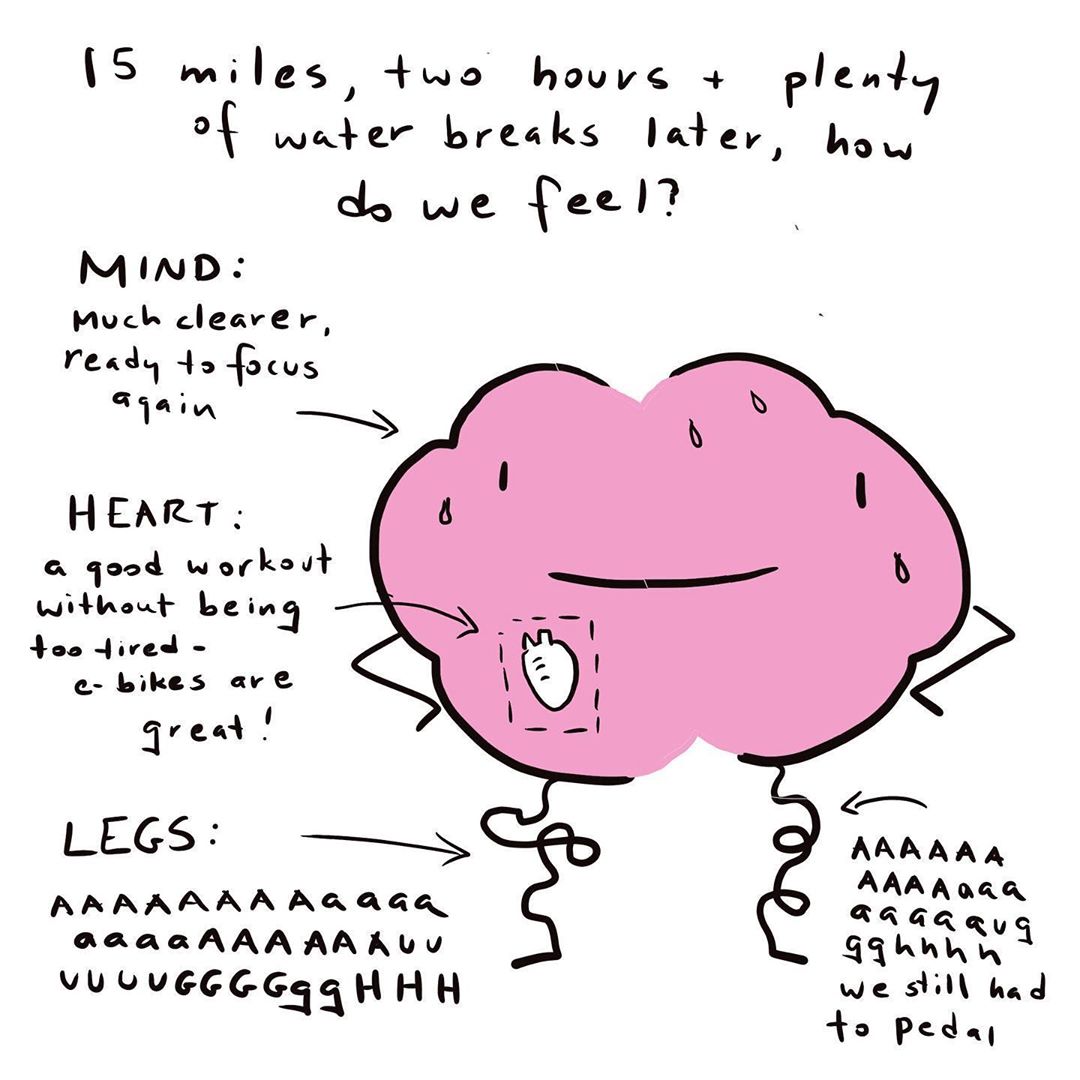 15 miles, two hours + plenty
of water breaks later, how
do we feel?
MIND:
Much clearer,
ready to focus
again
HEART:
a good workout
without being
too tired -
e-bikes are
great!
LEGS:
AAAAAAAAaaaa
aaaaAAAAAAuu
uuuuGGGGggHHH
AAAAAA
AAAAaaa
aaaaaug
gghhhh
we still had
to pedal